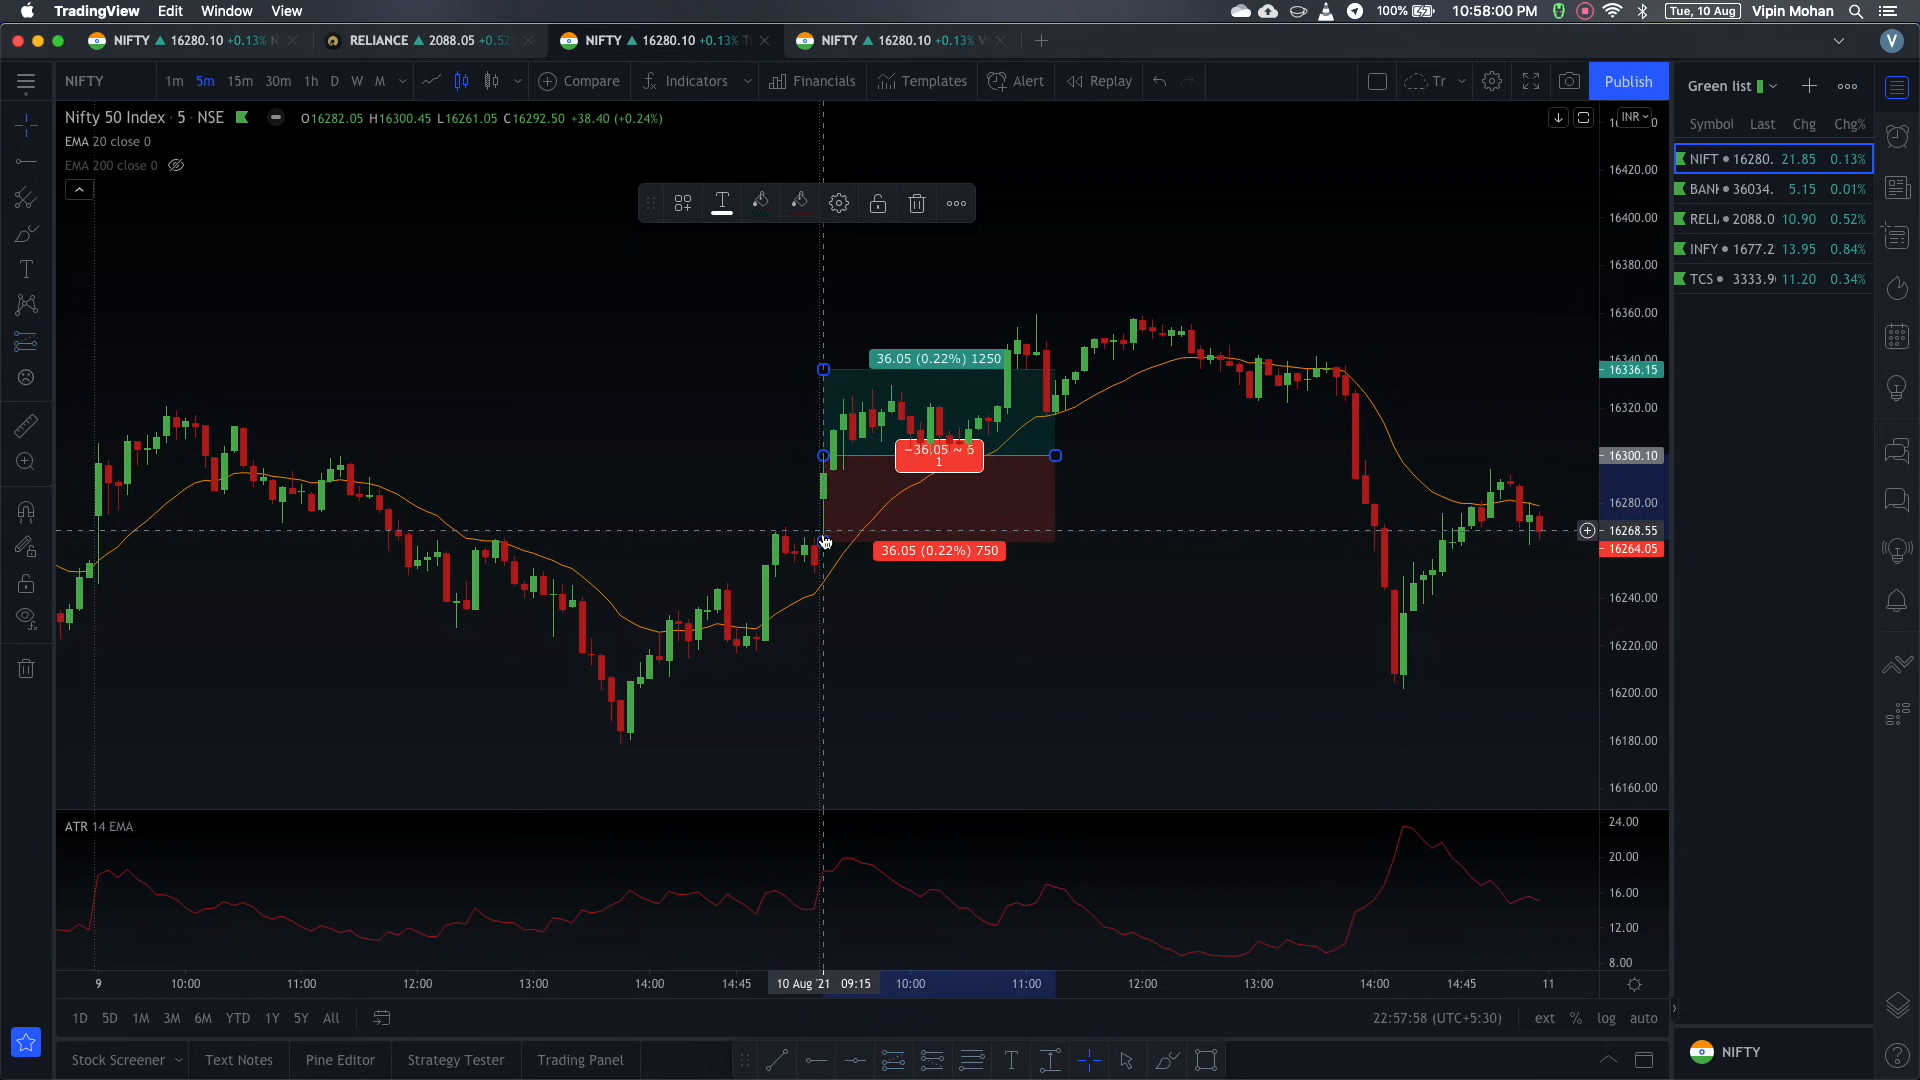 TradingView Edit Window View 100% 10:58:00 PM Tue, 10 Aug Vipin Mohan
NIFTY 16280.10 +0.13% RELIANCE 2088.05 +0.52 NIFTY 16280.10 +0.13% NIFTY 16280.10 +0.13% V
NIFTY 1m 5m 15m 30m 1h D W M Compare Indicators Financials Templates Alert Replay Tr Publish
Green list
Nifty 50 Index · 5 · NSE O16282.05 H16300.45 L16261.05 C16292.50 +38.40 (+0.24%)
INR
Symbol Last Chg Chg%
EMA 20 close 0
EMA 200 close 0
NIFT 16280. 21.85 0.13%
BANK 36034. 5.15 0.01%
RELI. 2088.0 10.90 0.52%
INFY 1677.2 13.95 0.84%
TCS 3333.9 11.20 0.34%
16420.00
16400.00
16380.00
16360.00
16340.00
16336.15
16320.00
16300.10
16280.00
16268.55
16264.05
16240.00
16220.00
16200.00
16180.00
16160.00
36.05 (0.22%) 1250
−36.05 ~ 6
1
36.05 (0.22%) 750
ATR 14 EMA
24.00
20.00
16.00
12.00
8.00
9 10:00 11:00 12:00 13:00 14:00 14:45 10 Aug '21 09:15 10:00 11:00 12:00 13:00 14:00 14:45 11
1D 5D 1M 3M 6M YTD 1Y 5Y All 22:57:58 (UTC+5:30) ext % log auto
Stock Screener Text Notes Pine Editor Strategy Tester Trading Panel
NIFTY